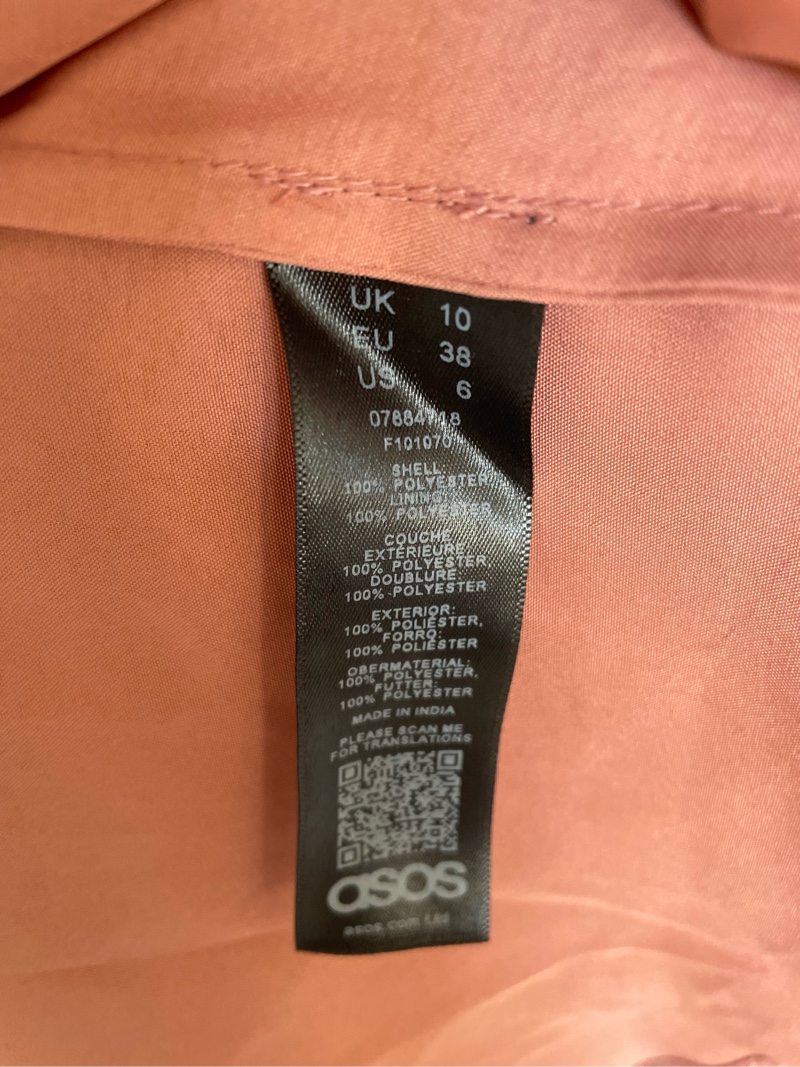 UK 10
EU 38
US 6
F101070
SHELL:
100% POLYESTER
LINING:
100% POLYESTER
COUCHE
EXTÉRIEURE
100% POLYESTER,
DOUBLURE
100% POLYESTER
EXTERIOR:
100% POLIÉSTER,
FORRO:
100% POLIÉSTER
OBERMATERIAL:
100% POLYESTER,
FUTTER:
100% POLYESTER
MADE IN INDIA
PLEASE SCAN ME
FOR TRANSLATIONS
asos
asos.com Ltd